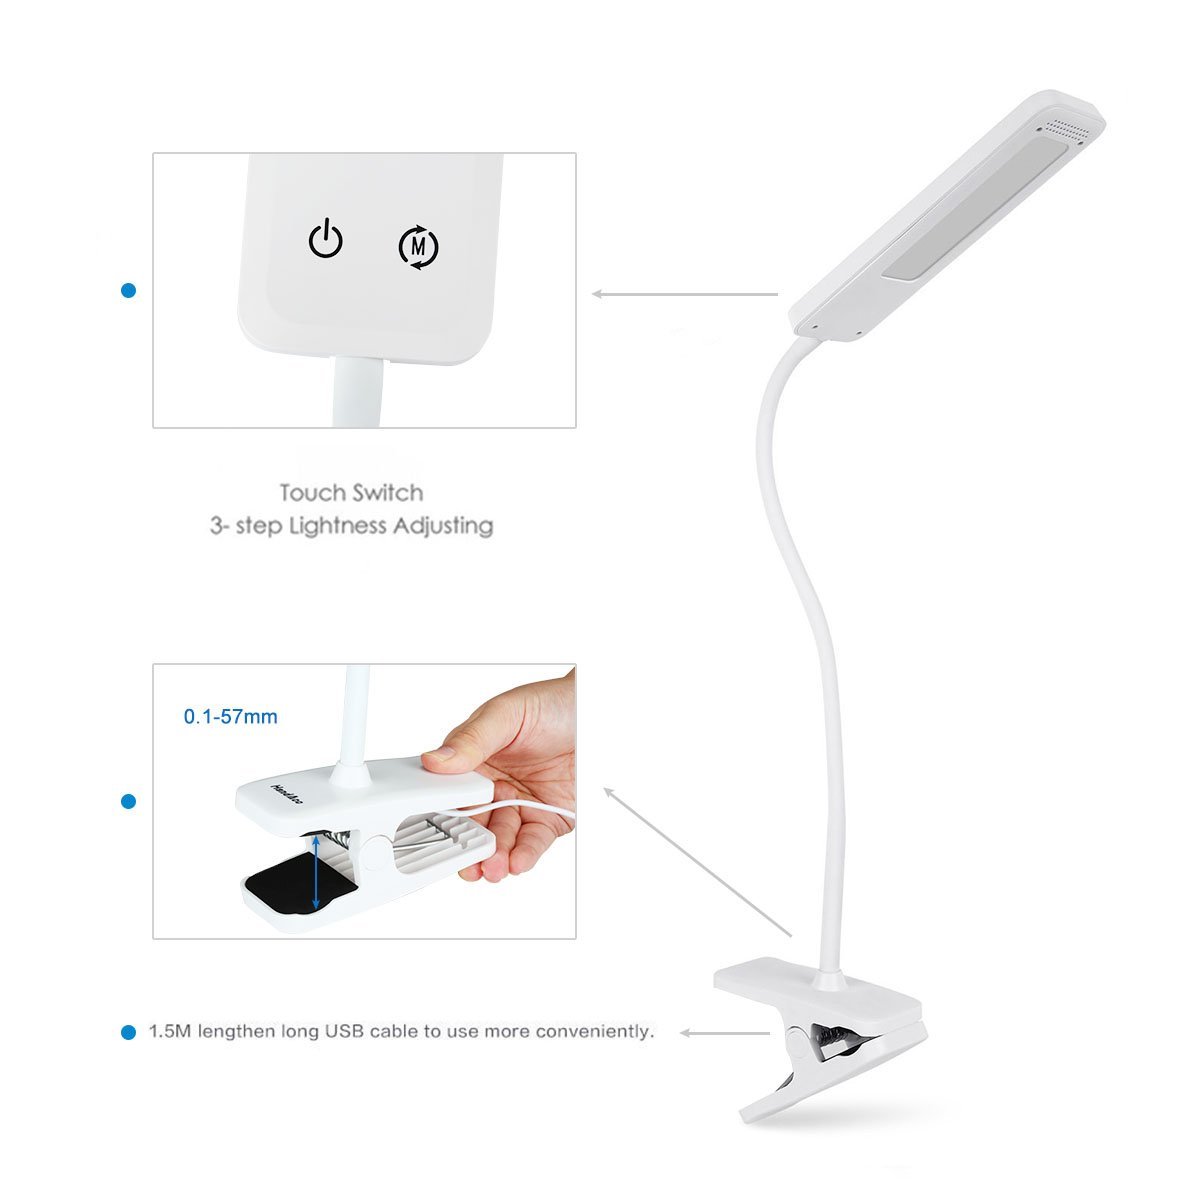 M
Touch Switch
3- step Lightness Adjusting
0.1-57mm
HandAcc
1.5M lengthen long USB cable to use more conveniently.